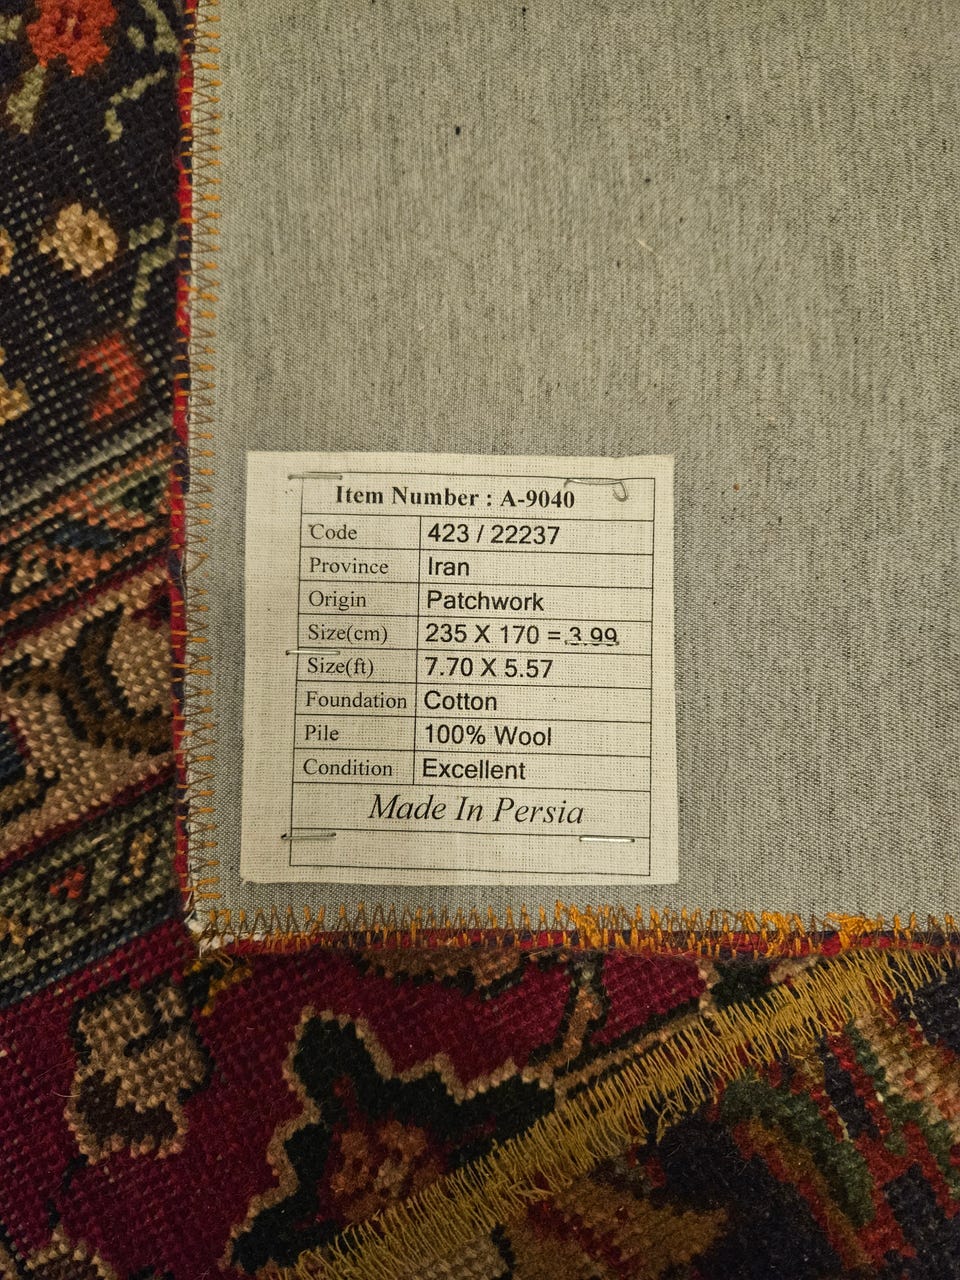 Item Number : A-9040
Code 423 / 22237
Province Iran
Origin Patchwork
Size(cm) 235 X 170 = 3.99
Size(ft) 7.70 X 5.57
Foundation Cotton
Pile 100% Wool
Condition Excellent
Made In Persia